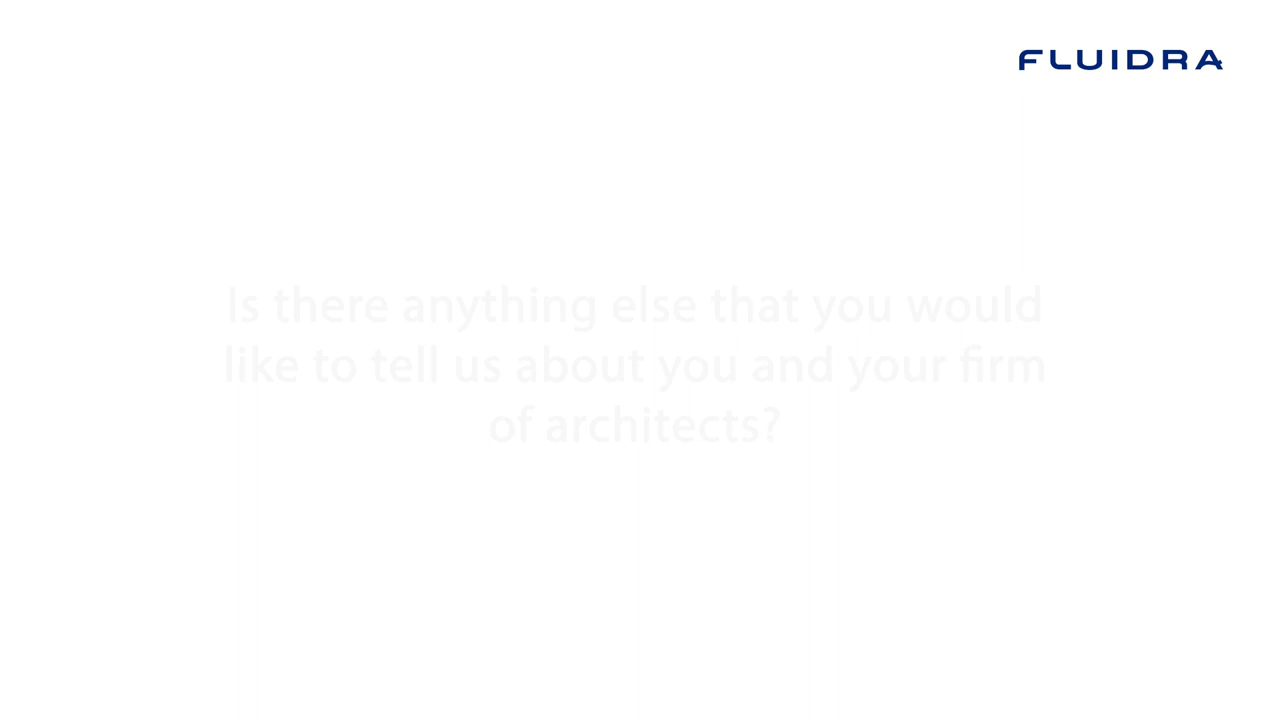 FLUIDRA
Is there anything else that you would
like to tell us about you and your firm
of architects?